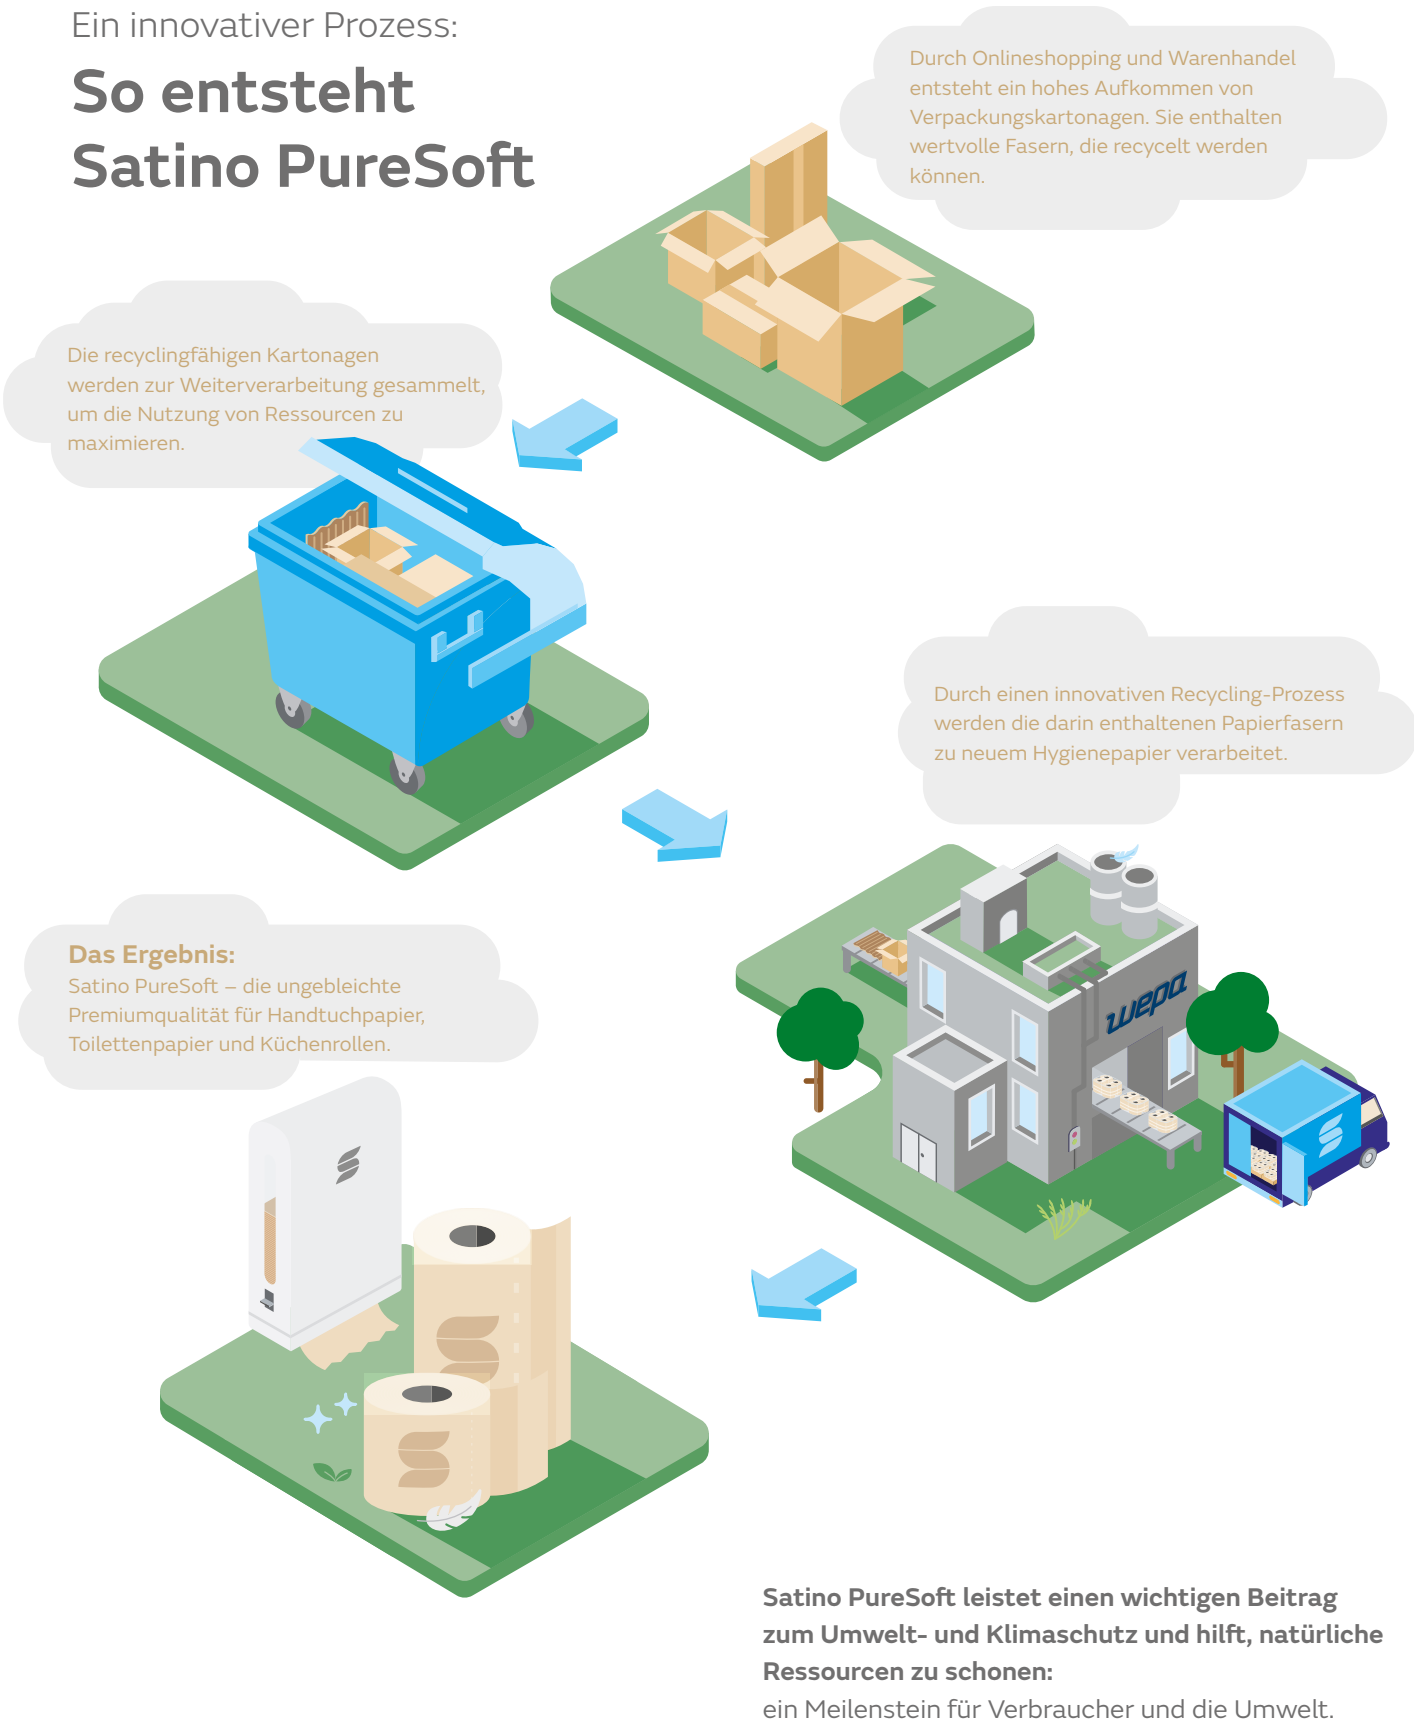 Ein innovativer Prozess:
So entsteht
Satino PureSoft
Durch Onlineshopping und Warenhandel
entsteht ein hohes Aufkommen von
Verpackungskartonagen. Sie enthalten
wertvolle Fasern, die recycelt werden
können.
Die recyclingfähigen Kartonagen
werden zur Weiterverarbeitung gesammelt,
um die Nutzung von Ressourcen zu
maximieren.
Durch einen innovativen Recycling-Prozess
werden die darin enthaltenen Papierfasern
zu neuem Hygienepapier verarbeitet.
wepa
Das Ergebnis:
Satino PureSoft – die ungebleichte
Premiumqualität für Handtuchpapier,
Toilettenpapier und Küchenrollen.
Satino PureSoft leistet einen wichtigen Beitrag
zum Umwelt- und Klimaschutz und hilft, natürliche
Ressourcen zu schonen:
ein Meilenstein für Verbraucher und die Umwelt.